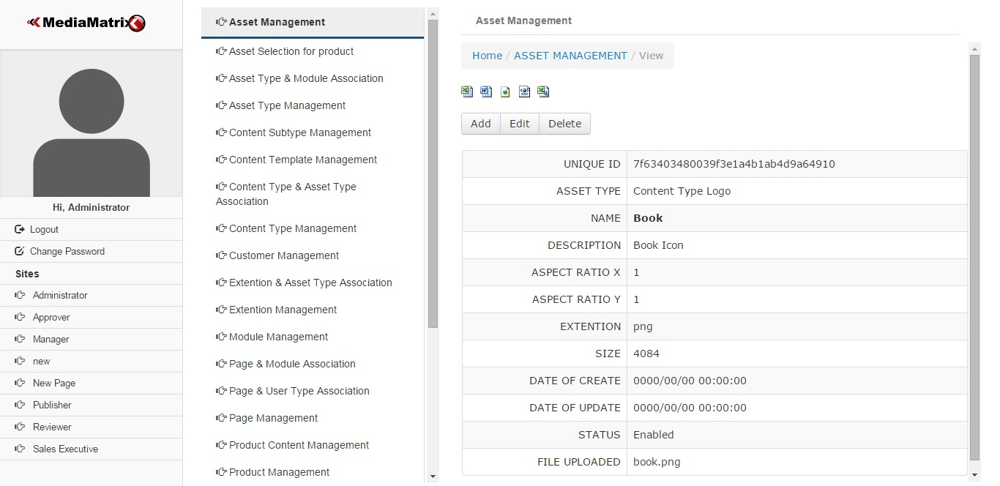 MediaMatrix
Hi, Administrator
Logout
Change Password
Sites
Administrator
Approver
Manager
new
New Page
Publisher
Reviewer
Sales Executive
Asset Management
Asset Selection for product
Asset Type & Module Association
Asset Type Management
Content Subtype Management
Content Template Management
Content Type & Asset Type
Association
Content Type Management
Customer Management
Extention & Asset Type Association
Extention Management
Module Management
Page & Module Association
Page & User Type Association
Page Management
Product Content Management
Product Management
Asset Management
Home / ASSET MANAGEMENT / View
Add Edit Delete
UNIQUE ID 7f63403480039f3e1a4b1ab4d9a64910
ASSET TYPE Content Type Logo
NAME Book
DESCRIPTION Book Icon
ASPECT RATIO X 1
ASPECT RATIO Y 1
EXTENTION png
SIZE 4084
DATE OF CREATE 0000/00/00 00:00:00
DATE OF UPDATE 0000/00/00 00:00:00
STATUS Enabled
FILE UPLOADED book.png